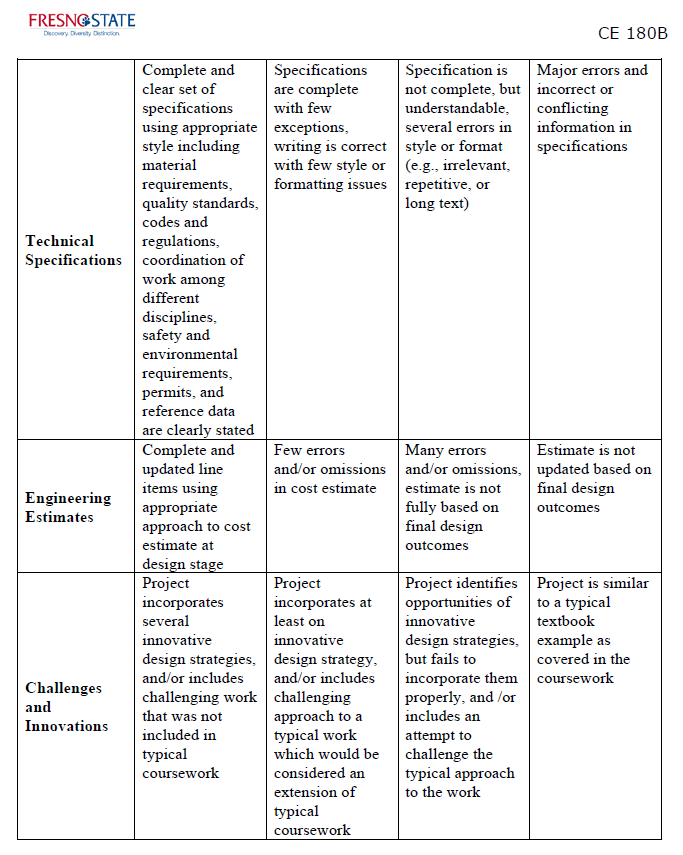 FRESNO STATE
Discovery. Diversity. Distinction.
CE 180B
Technical
Specifications
Complete and
clear set of
specifications
using appropriate
style including
material
requirements,
quality standards,
codes and
regulations,
coordination of
work among
different
disciplines,
safety and
environmental
requirements,
permits, and
reference data
are clearly stated
Specifications
are complete
with few
exceptions,
writing is correct
with few style or
formatting issues
Specification is
not complete, but
understandable,
several errors in
style or format
(e.g., irrelevant,
repetitive, or
long text)
Major errors and
incorrect or
conflicting
information in
specifications
Engineering
Estimates
Complete and
updated line
items using
appropriate
approach to cost
estimate at
design stage
Few errors
and/or omissions
in cost estimate
Many errors
and/or omissions,
estimate is not
fully based on
final design
outcomes
Estimate is not
updated based on
final design
outcomes
Challenges
and
Innovations
Project
incorporates
several
innovative
design strategies,
and/or includes
challenging work
that was not
included in
typical
coursework
Project
incorporates at
least on
innovative
design strategy,
and/or includes
challenging
approach to a
typical work
which would be
considered an
extension of
typical
coursework
Project identifies
opportunities of
innovative
design strategies,
but fails to
incorporate them
properly, and /or
includes an
attempt to
challenge the
typical approach
to the work
Project is similar
to a typical
textbook
example as
covered in the
coursework